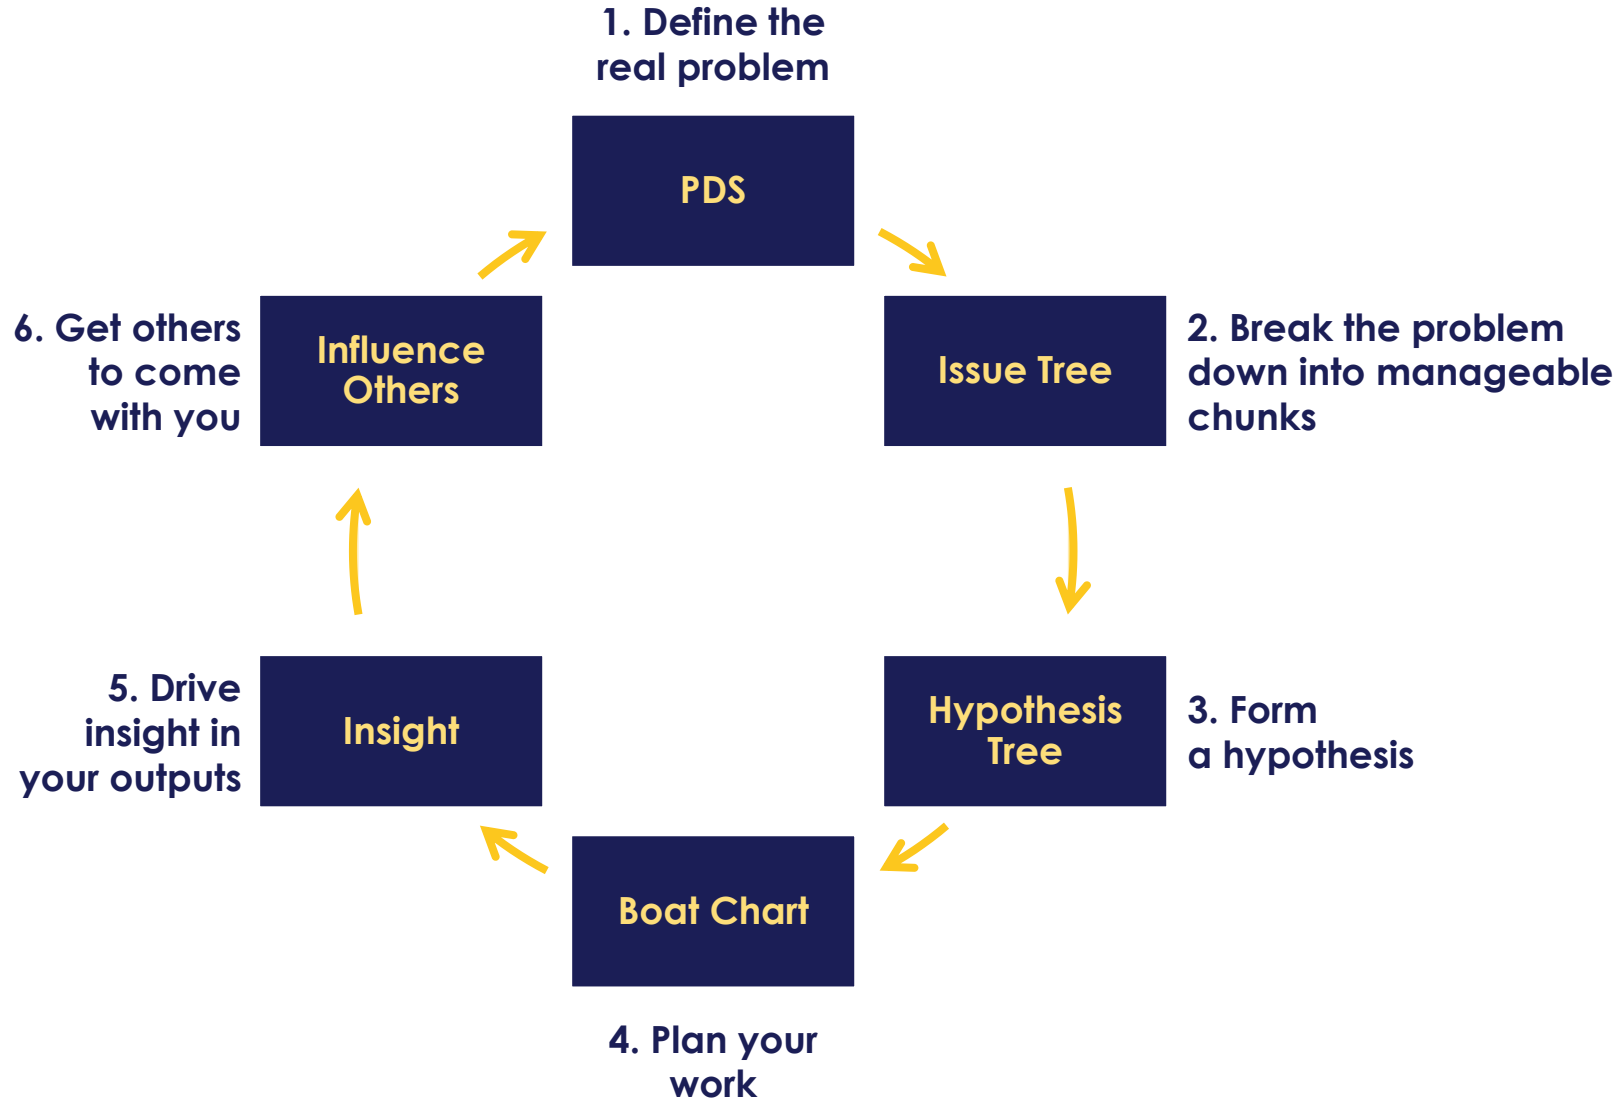 1. Define the
real problem
PDS
2. Break the problem
down into manageable
chunks
Issue Tree
3. Form
a hypothesis
Hypothesis
Tree
Boat Chart
4. Plan your
work
5. Drive
insight in
your outputs
Insight
6. Get others
to come
with you
Influence
Others